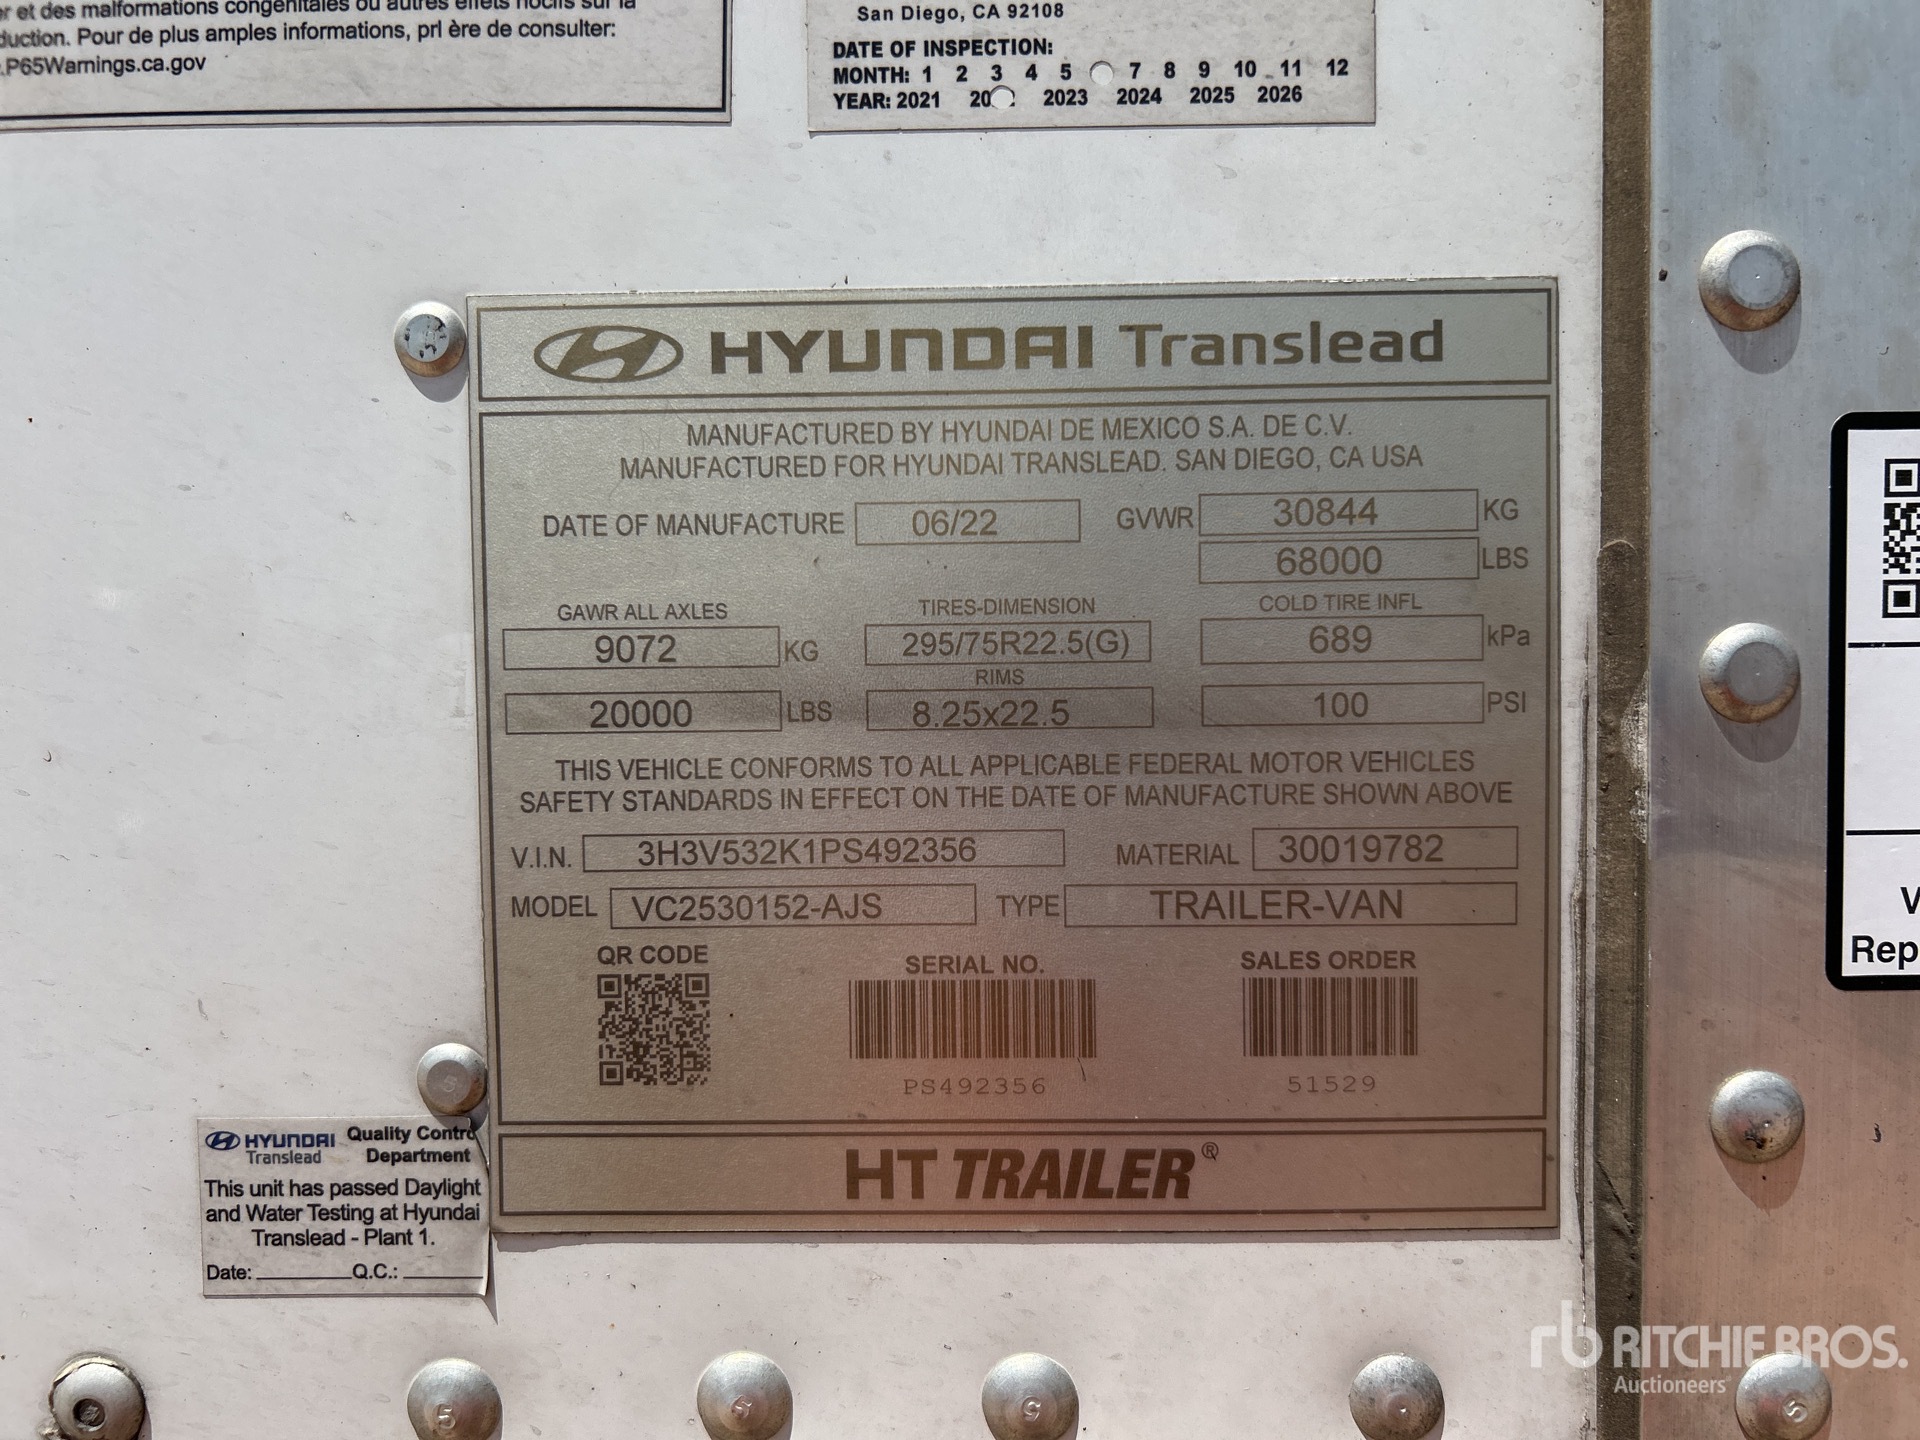 er et des malformations congénitales ou autres effets nocifs sur la
duction. Pour de plus amples informations, prl ère de consulter:
.P65Warnings.ca.gov
San Diego, CA 92108
DATE OF INSPECTION:
MONTH: 1 2 3 4 5 7 8 9 10 11 12
YEAR: 2021 20 2023 2024 2025 2026
HYUNDAI Translead
MANUFACTURED BY HYUNDAI DE MEXICO S.A. DE C.V.
MANUFACTURED FOR HYUNDAI TRANSLEAD. SAN DIEGO, CA USA
DATE OF MANUFACTURE 06/22 GVWR 30844 KG
68000 LBS
GAWR ALL AXLES TIRES-DIMENSION COLD TIRE INFL
9072 KG 295/75R22.5(G) 689 kPa
RIMS
20000 LBS 8.25x22.5 100 PSI
THIS VEHICLE CONFORMS TO ALL APPLICABLE FEDERAL MOTOR VEHICLES
SAFETY STANDARDS IN EFFECT ON THE DATE OF MANUFACTURE SHOWN ABOVE
V.I.N. 3H3V532K1PS492356 MATERIAL 30019782
MODEL VC2530152-AJS TYPE TRAILER-VAN
QR CODE SERIAL NO. SALES ORDER
PS492356 51529
HT TRAILER®
HYUNDAI Translead Quality Contro
Department
This unit has passed Daylight
and Water Testing at Hyundai
Translead - Plant 1.
Date: Q.C.:
V
Rep
5
5
5
5
rb RITCHIE BROS.
Auctioneers